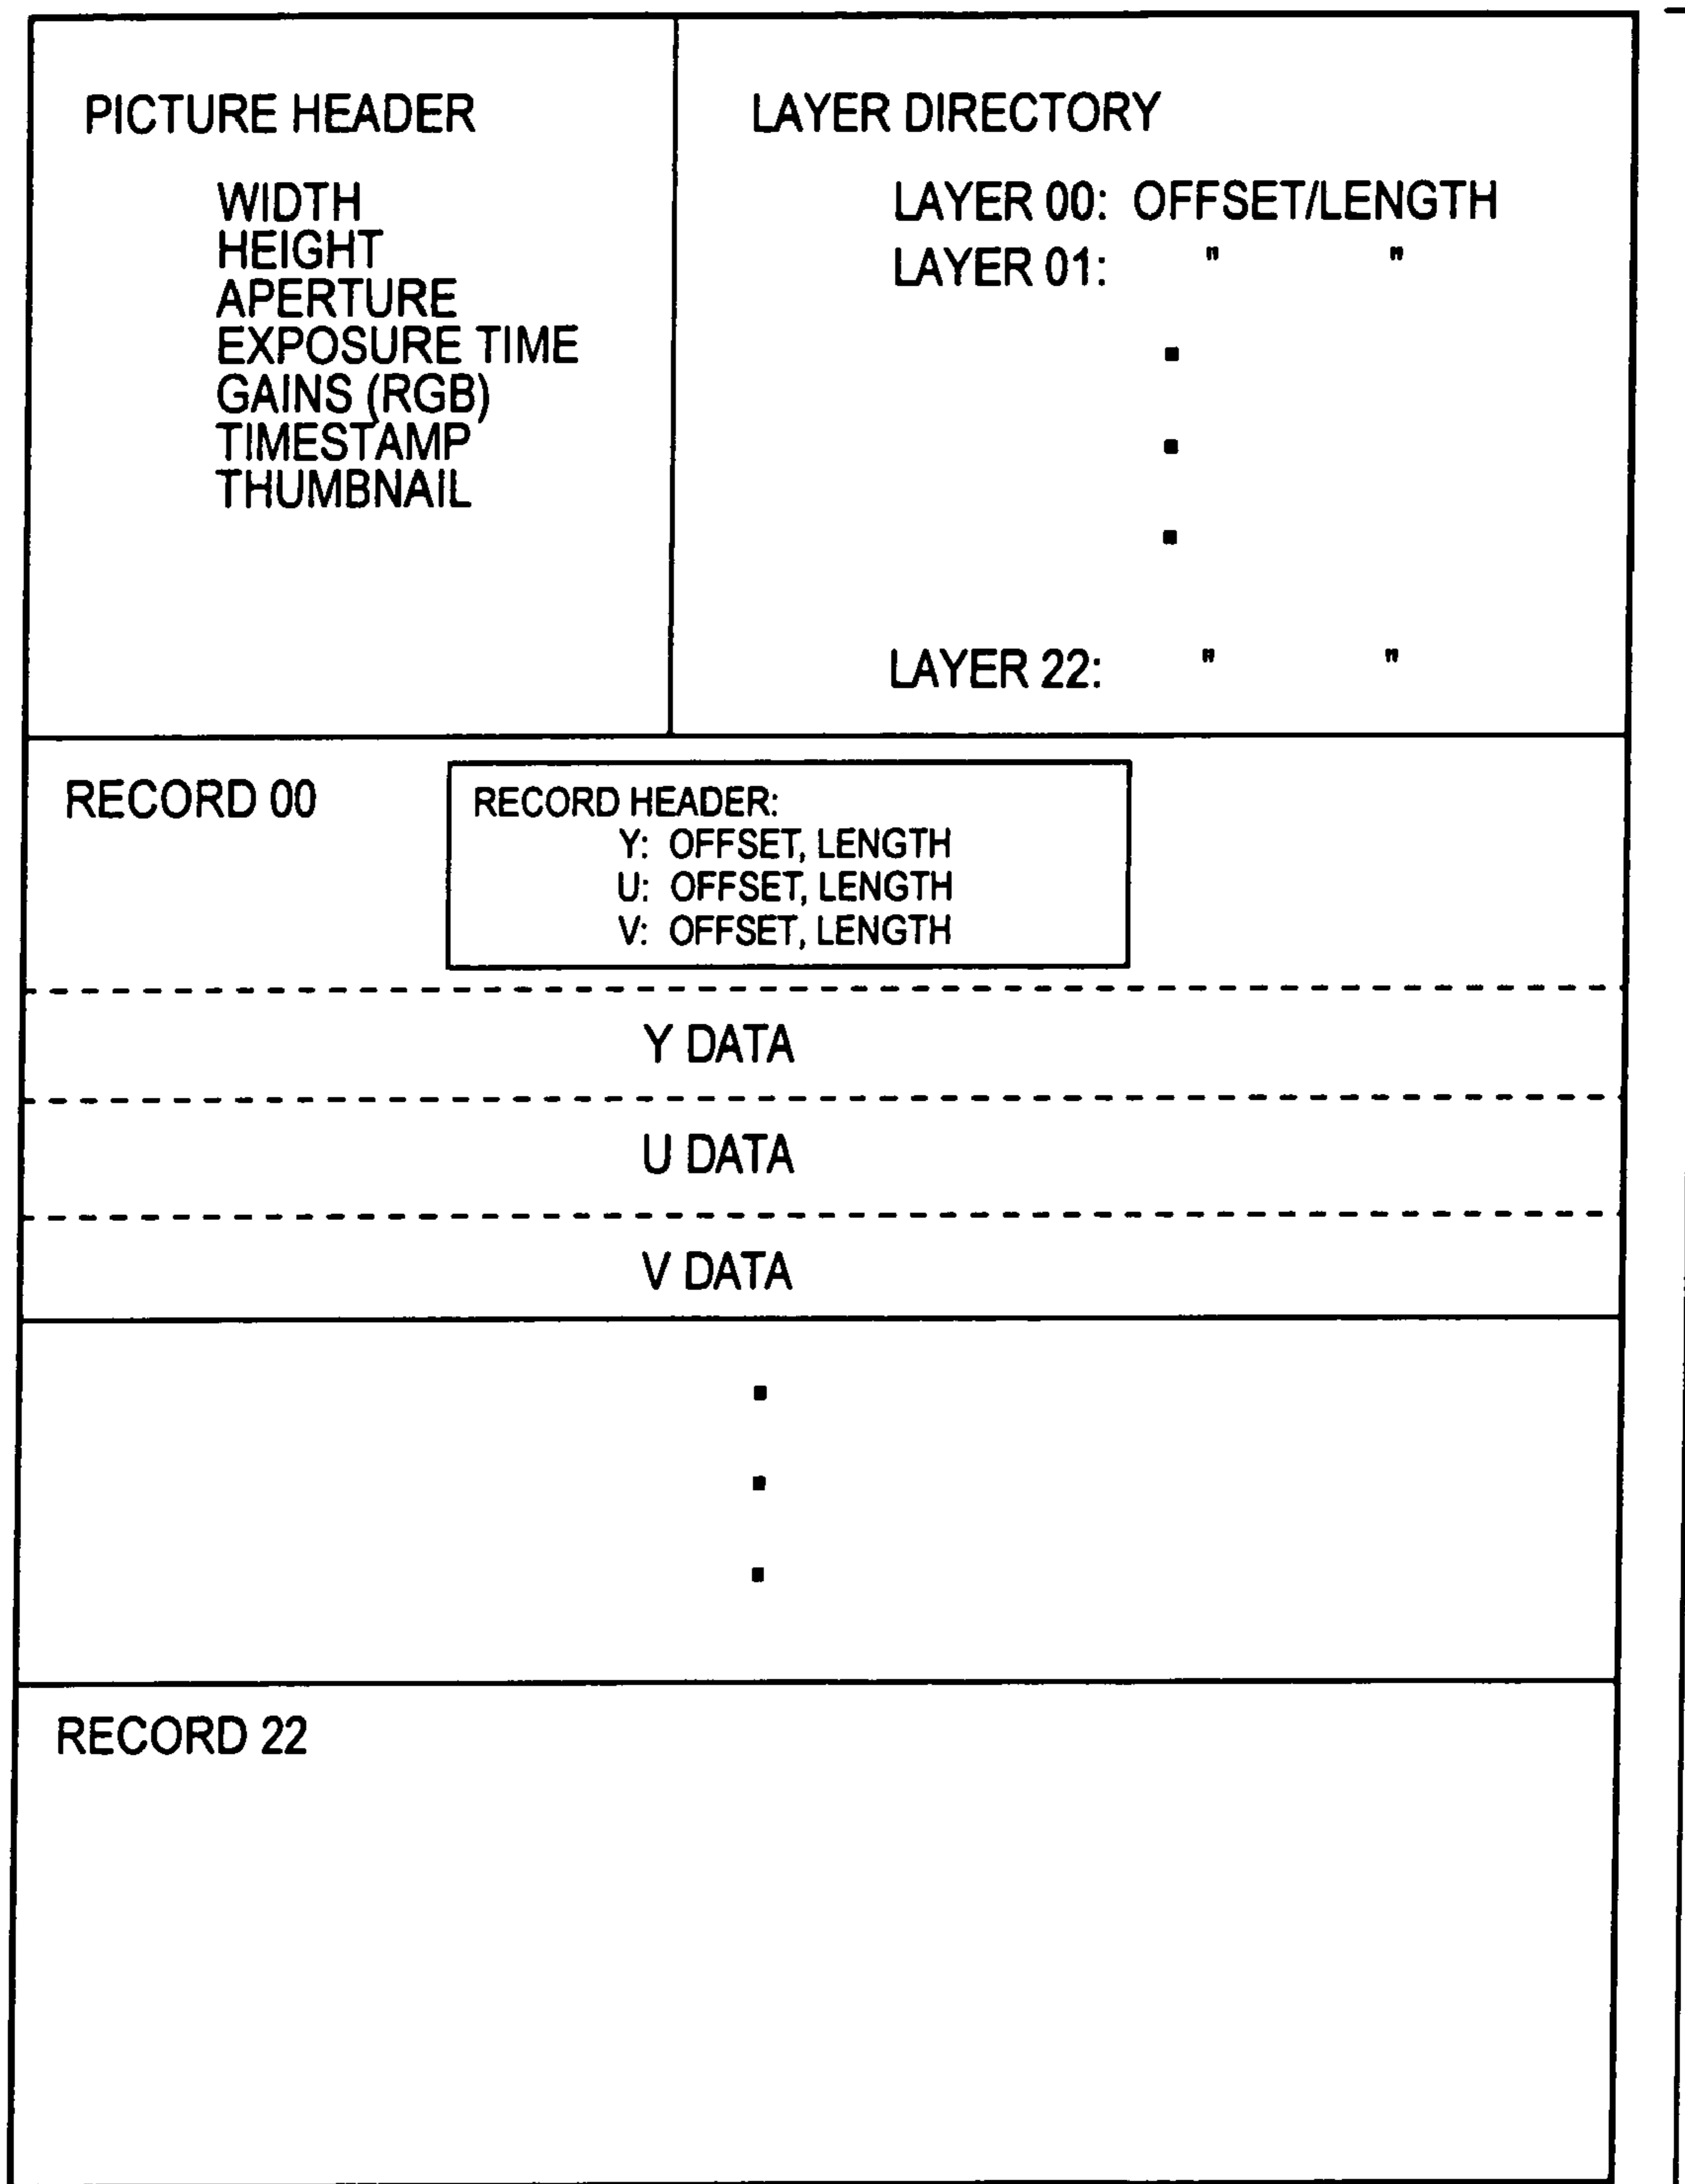 PICTURE HEADER
WIDTH
HEIGHT
APERTURE
EXPOSURE TIME
GAINS (RGB)
TIMESTAMP
THUMBNAIL
LAYER DIRECTORY
LAYER 00: OFFSET/LENGTH
LAYER 01: " "
LAYER 22: " "
RECORD 00
RECORD HEADER:
Y: OFFSET, LENGTH
U: OFFSET, LENGTH
V: OFFSET, LENGTH
Y DATA
U DATA
V DATA
RECORD 22